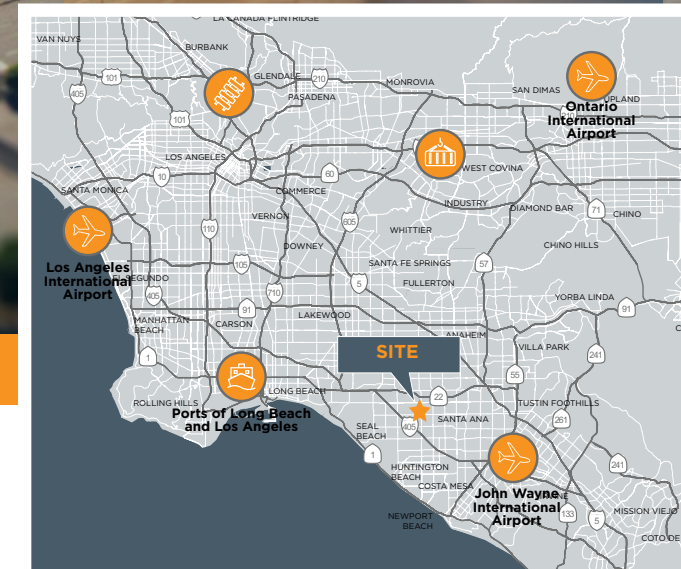 LA CANADA FLINTRIDGE
VAN NUYS
BURBANK
GLENDALE
210
MONROVIA
101
405
PASADENA
SAN DIMAS
UPLAND
210
Ontario
International
Airport
101
LOS ANGELES
10
60
WEST COVINA
SANTA MONICA
COMMERCE
INDUSTRY
DIAMOND BAR
71
CHINO
VERNON
605
110
WHITTIER
DOWNEY
CHINO HILLS
Los Angeles
International
Airport
EL SEGUNDO
105
SANTA FE SPRINGS
57
5
FULLERTON
405
710
YORBA LINDA
91
91
MANHATTAN
BEACH
CARSON
LAKEWOOD
ANAHEIM
1
SITE
VILLA PARK
241
55
ROLLING HILLS
LONG BEACH
22
TUSTIN FOOTHILLS
Ports of Long Beach
and Los Angeles
405
SANTA ANA
261
SEAL
BEACH
1
HUNTINGTON
BEACH
COSTA MESA
241
John Wayne
International
Airport
IRVINE
133
5
MISSION VIEJO
NEWPORT
BEACH
COTO DE